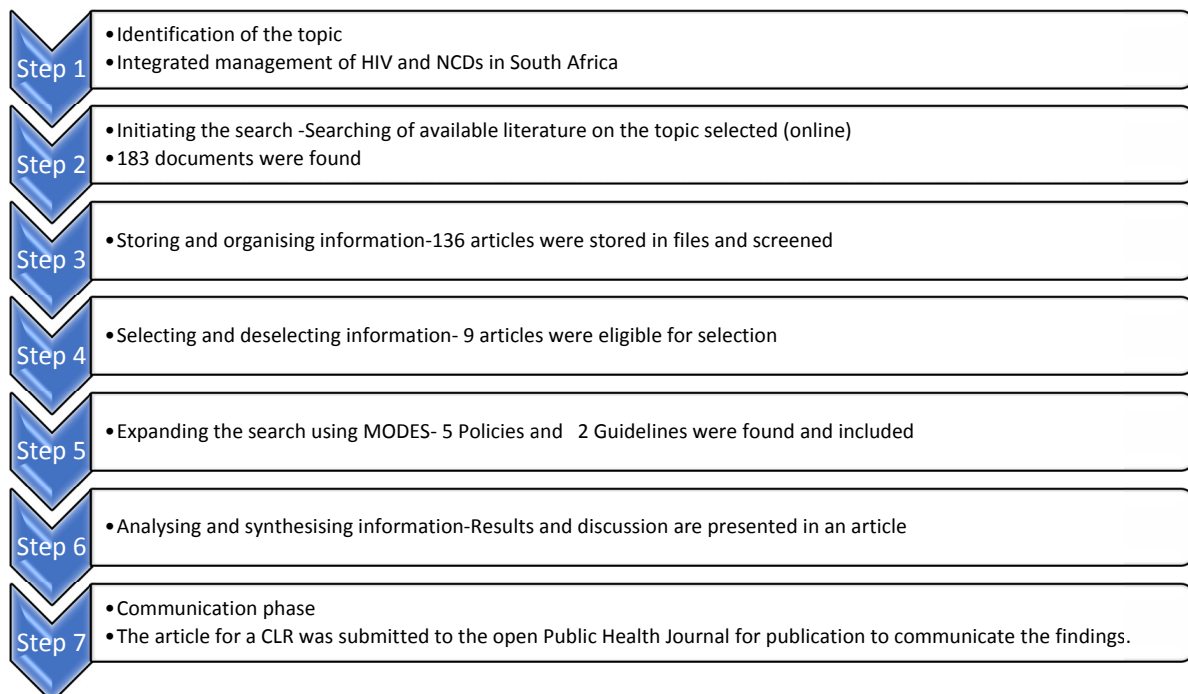 Step 1
•Identification of the topic
•Integrated management of HIV and NCDs in South Africa
Step 2
•Initiating the search -Searching of available literature on the topic selected (online)
•183 documents were found
Step 3
•Storing and organising information-136 articles were stored in files and screened
Step 4
•Selecting and deselecting information- 9 articles were eligible for selection
Step 5
•Expanding the search using MODES- 5 Policies and 2 Guidelines were found and included
Step 6
•Analysing and synthesising information-Results and discussion are presented in an article
Step 7
•Communication phase
•The article for a CLR was submitted to the open Public Health Journal for publication to communicate the findings.